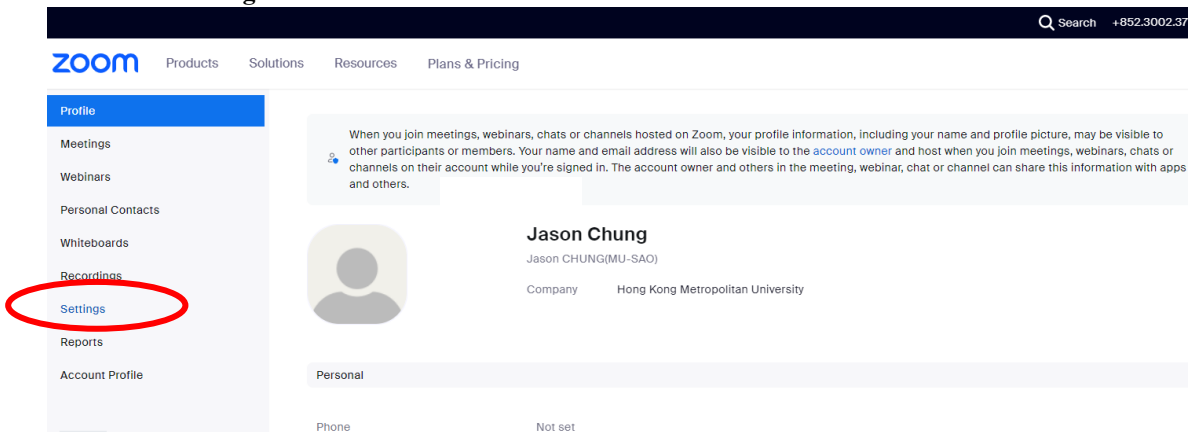 Search +852.3002.37
zoom Products Solutions Resources Plans & Pricing
Profile
Meetings
Webinars
Personal Contacts
Whiteboards
Recordings
Settings
Reports
Account Profile
When you join meetings, webinars, chats or channels hosted on Zoom, your profile information, including your name and profile picture, may be visible to
other participants or members. Your name and email address will also be visible to the account owner and host when you join meetings, webinars, chats or
channels on their account while you're signed in. The account owner and others in the meeting, webinar, chat or channel can share this information with apps
and others.
Jason Chung
Jason CHUNG(MU-SAO)
Company Hong Kong Metropolitan University
Personal
Phone Not set